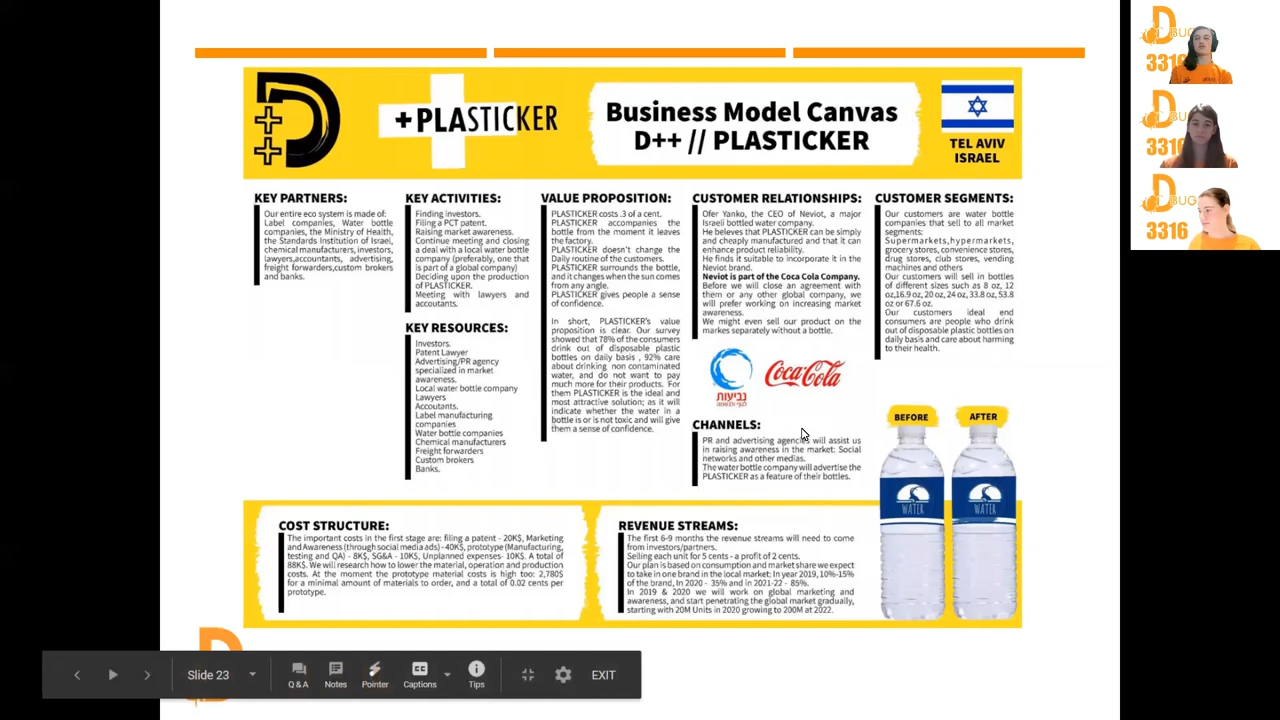 D++
+PLASTICKER
Business Model Canvas
D++ // PLASTICKER
TEL AVIV
ISRAEL
KEY PARTNERS:
Our entire eco system is made of:
Label companies, Water bottle
companies, the Ministry of Health,
the Standards Institution of Israel,
chemical manufacturers, investors,
lawyers,accountants, advertising,
freight forwarders,custom brokers
and banks.
KEY ACTIVITIES:
Finding investors.
Filing a PCT patent.
Raising market awareness.
Continue meeting and closing
a deal with a local water bottle
company (preferably, one that
is part of a global company)
Deciding upon the production
of PLASTICKER.
Meeting with lawyers and
accountants.
KEY RESOURCES:
Investors.
Patent Lawyer
Advertising/PR agency
specialized in market
awareness.
Local water bottle company
Lawyers
Accountants.
Label manufacturing
companies
Water bottle companies
Chemical manufacturers
Freight forwarders
Custom brokers
Banks.
VALUE PROPOSITION:
PLASTICKER costs .3 of a cent.
PLASTICKER accompanies the
bottle from the moment it leaves
the factory.
PLASTICKER doesn't change the
Daily routine of the customers.
PLASTICKER surrounds the bottle,
and it changes when the sun comes
from any angle.
PLASTICKER gives people a sense
of confidence.
In short, PLASTICKER's value
proposition is clear. Our survey
showed that 78% of the consumers
drink out of disposable plastic
bottles on daily basis , 92% care
about drinking non contaminated
water, and do not want to pay
much more for their products. For
them PLASTICKER is the ideal and
most attractive solution; as it will
indicate whether the water in a
bottle is or is not toxic and will give
them a sense of confidence.
CUSTOMER RELATIONSHIPS:
Ofer Yanko, the CEO of Neviot, a major
Israeli bottled water company.
He believes that PLASTICKER can be simply
and cheaply manufactured and that it can
enhance product reliability.
He finds it suitable to incorporate it in the
Neviot brand.
Neviot is part of the Coca Cola Company.
Before we will close an agreement with
them or any other global company, we
will prefer working on increasing market
awareness.
We might even sell our product on the
markes separately without a bottle.
נביעות
Coca-Cola
CHANNELS:
PR and advertising agencies will assist us
in raising awareness in the market: Social
networks and other medias.
The water bottle company will advertise the
PLASTICKER as a feature of their bottles.
CUSTOMER SEGMENTS:
Our customers are water bottle
companies that sell to all market
segments:
Supermarkets,hypermarkets,
grocery stores, convenience stores,
drug stores, club stores, vending
machines and others
Our customers will sell in bottles
of different sizes such as 8 oz, 12
oz,16.9 oz, 20 oz, 24 oz, 33.8 oz, 53.8
oz or 67.6 oz.
Our customers ideal end
consumers are people who drink
out of disposable plastic bottles on
daily basis and care about harming
to their health.
BEFORE
AFTER
WATER
WATER
COST STRUCTURE:
The important costs in the first stage are: filing a patent - 20K$, Marketing
and Awareness (through social media ads) - 40K$, prototype (Manufacturing,
testing and QA) - 8K$, SG&A - 10K$, Unplanned expenses- 10K$. A total of
88K$. We will research how to lower the material, operation and production
costs. At the moment the prototype material costs is high too: 2,780$
for a minimal amount of materials to order, and a total of 0.02 cents per
prototype.
REVENUE STREAMS:
The first 6-9 months the revenue streams will need to come
from investors/partners.
Selling each unit for 5 cents - a profit of 2 cents.
Our plan is based on consumption and market share we expect
to take in one brand in the local market: In year 2019, 10%-15%
of the brand, In 2020 - 35% and in 2021-22 - 85%.
In 2019 & 2020 we will work on global marketing and
awareness, and start penetrating the global market gradually,
starting with 20M Units in 2020 growing to 200M at 2022.
Slide 23
Q & A
Notes
Pointer
Captions
Tips
EXIT
BUG
3316
BUG
BUG
3316